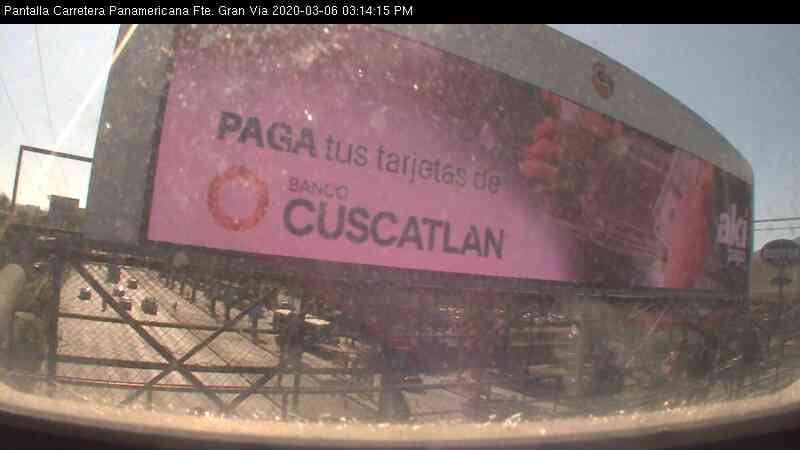 Pantalla Carretera Panamericana Fte. Gran Via 2020-03-06 03:14:15 PM
PAGA tus tarjetas de
BANCO
CUSCATLAN
aki